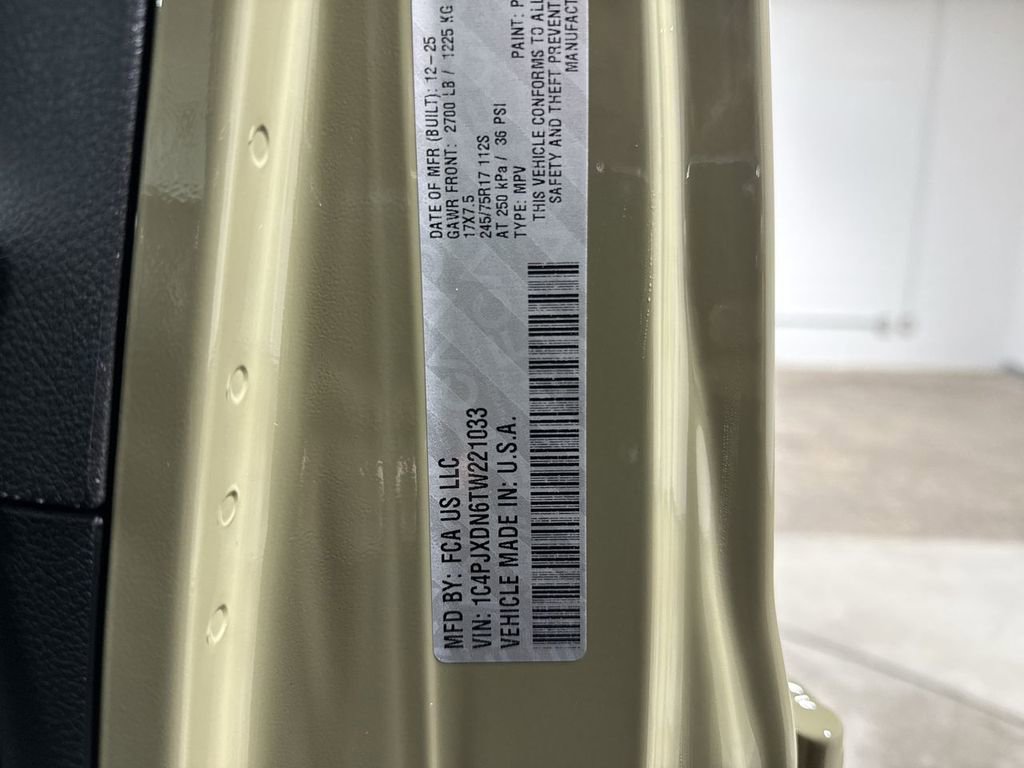 MFD BY: FCA US LLC
DATE OF MFR (BUILT): 12-25
GAWR FRONT: 2700 LB / 1225 KG
17X7.5
245/75R17 112S
AT 250 kPa / 36 PSI
VIN: 1C4PJXDN6TW221033
TYPE: MPV
PAINT:
VEHICLE MADE IN: U.S.A.
THIS VEHICLE CONFORMS TO
SAFETY AND THEFT PREVENT
MANUFACT